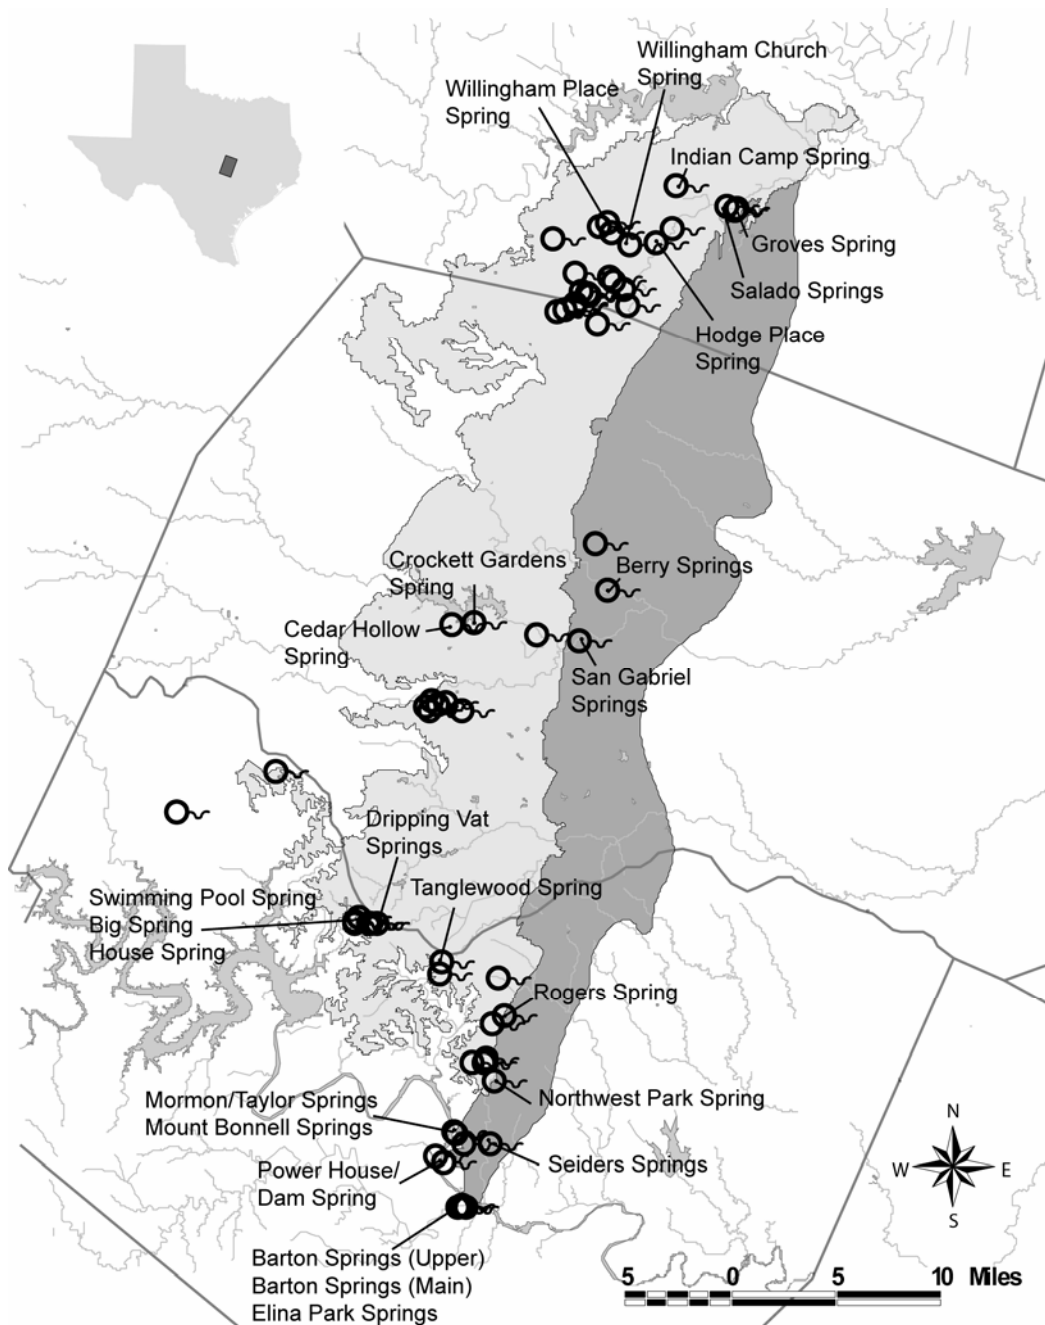 Willingham Church
Spring
Willingham Place
Spring
Indian Camp Spring
Groves Spring
Salado Springs
Hodge Place
Spring
Crockett Gardens
Spring
Berry Springs
Cedar Hollow
Spring
San Gabriel
Springs
Dripping Vat
Springs
Tanglewood Spring
Swimming Pool Spring
Big Spring
House Spring
Rogers Spring
Mormon/Taylor Springs
Mount Bonnell Springs
Northwest Park Spring
Power House/
Dam Spring
Seiders Springs
N
W E
S
Barton Springs (Upper)
Barton Springs (Main)
Elina Park Springs
5 0 5 10 Miles